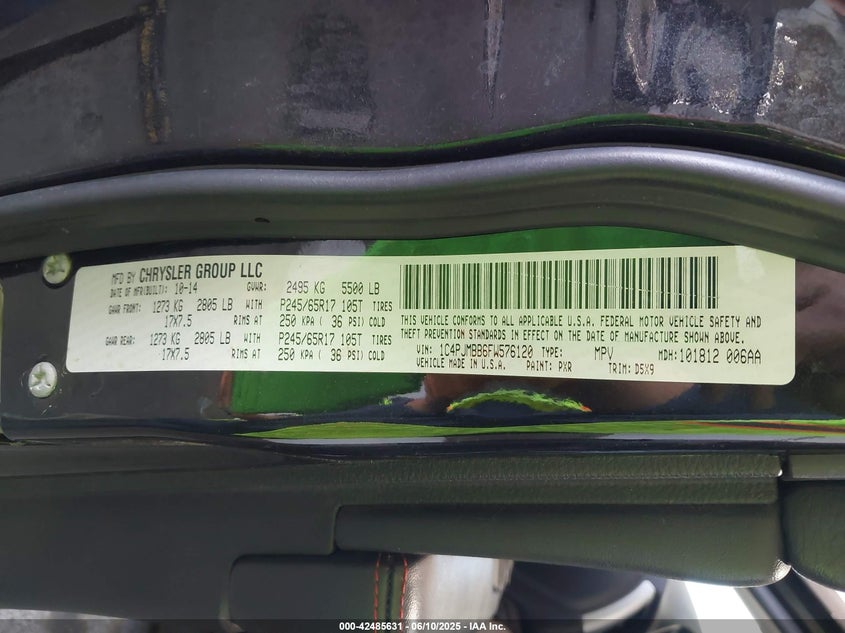 MFD BY CHRYSLER GROUP LLC
DATE OF MFR(BUILT): 10-14 GVWR: 2495 KG 5500 LB
GAWR FRONT: 1273 KG 2805 LB WITH P245/65R17 105T TIRES
17X7.5 RIMS AT 250 KPA ( 36 PSI) COLD
GAWR REAR: 1273 KG 2805 LB WITH P245/65R17 105T TIRES
17X7.5 RIMS AT 250 KPA ( 36 PSI) COLD
THIS VEHICLE CONFORMS TO ALL APPLICABLE U.S.A. FEDERAL MOTOR VEHICLE SAFETY AND
THEFT PREVENTION STANDARDS IN EFFECT ON THE DATE OF MANUFACTURE SHOWN ABOVE.
VIN: 1C4PJMBB6FW576120 TYPE: MPV MDH: 101812 006AA
VEHICLE MADE IN U.S.A. PAINT: PXR TRIM: D5X9
000-42485631 - 06/10/2025 - IAA Inc.